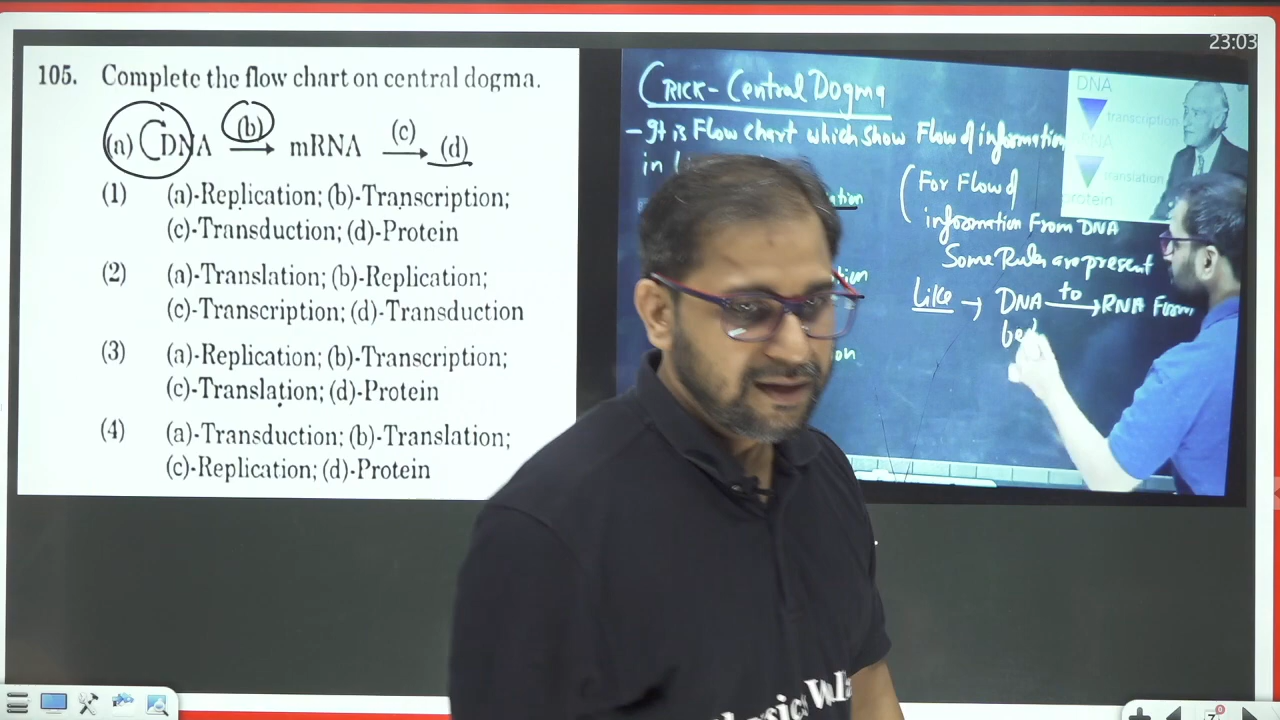 23:03
105. Complete the flow chart on central dogma.
(a) DNA (b) → mRNA (c) → (d)
(1) (a)-Replication; (b)-Transcription;
(c)-Transduction; (d)-Protein
(2) (a)-Translation; (b)-Replication;
(c)-Transcription; (d)-Transduction
(3) (a)-Replication; (b)-Transcription;
(c)-Translation; (d)-Protein
(4) (a)-Transduction; (b)-Translation;
(c)-Replication; (d)-Protein
CRICK - Central Dogma
- It is Flow chart which show Flow of information
in
(For Flow of
information From DNA
Some Rules are present
Like → DNA to → RNA Form
DNA
transcription
RNA
translation
protein